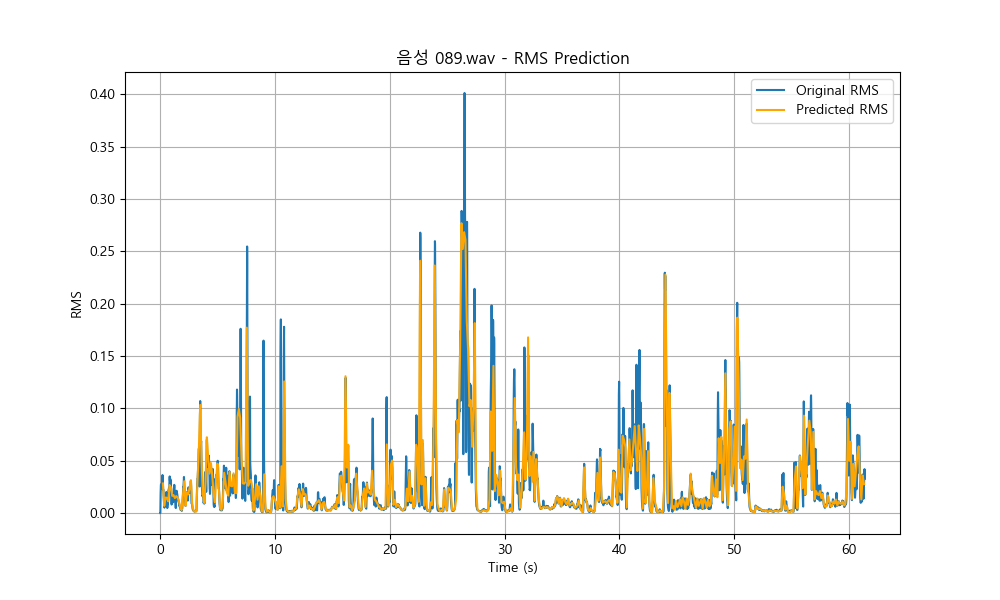 음성 089.wav - RMS Prediction
Original RMS
Predicted RMS
0.40
0.35
0.30
0.25
0.20
0.15
0.10
0.05
0.00
RMS
0 10 20 30 40 50 60
Time (s)